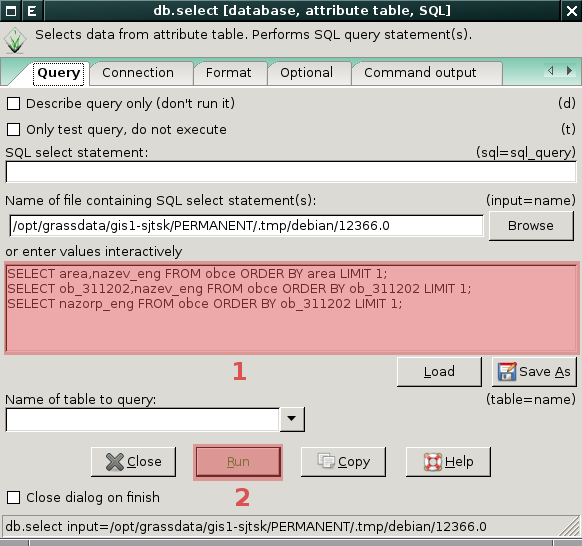 E db.select [database, attribute table, SQL]
Selects data from attribute table. Performs SQL query statement(s).
Query Connection Format Optional Command output
Describe query only (don't run it) (d)
Only test query, do not execute (t)
SQL select statement: (sql=sql_query)
Name of file containing SQL select statement(s): (input=name)
/opt/grassdata/gis1-sjtsk/PERMANENT/.tmp/debian/12366.0 Browse
or enter values interactively
SELECT area,nazev_eng FROM obce ORDER BY area LIMIT 1;
SELECT ob_311202,nazev_eng FROM obce ORDER BY ob_311202 LIMIT 1;
SELECT nazorp_eng FROM obce ORDER BY ob_311202 LIMIT 1;
1
Load Save As
Name of table to query: (table=name)
Close Run Copy Help
2
Close dialog on finish
db.select input=/opt/grassdata/gis1-sjtsk/PERMANENT/.tmp/debian/12366.0